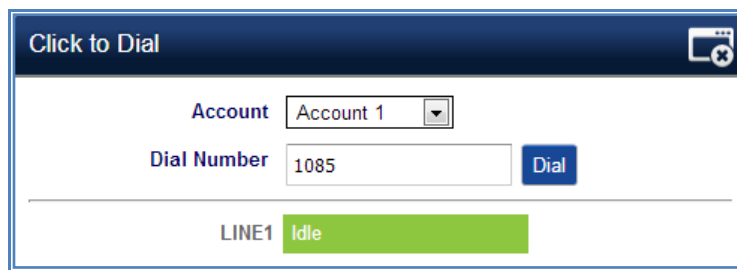 Click to Dial
Account Account 1
Dial Number 1085 Dial
LINE1 Idle